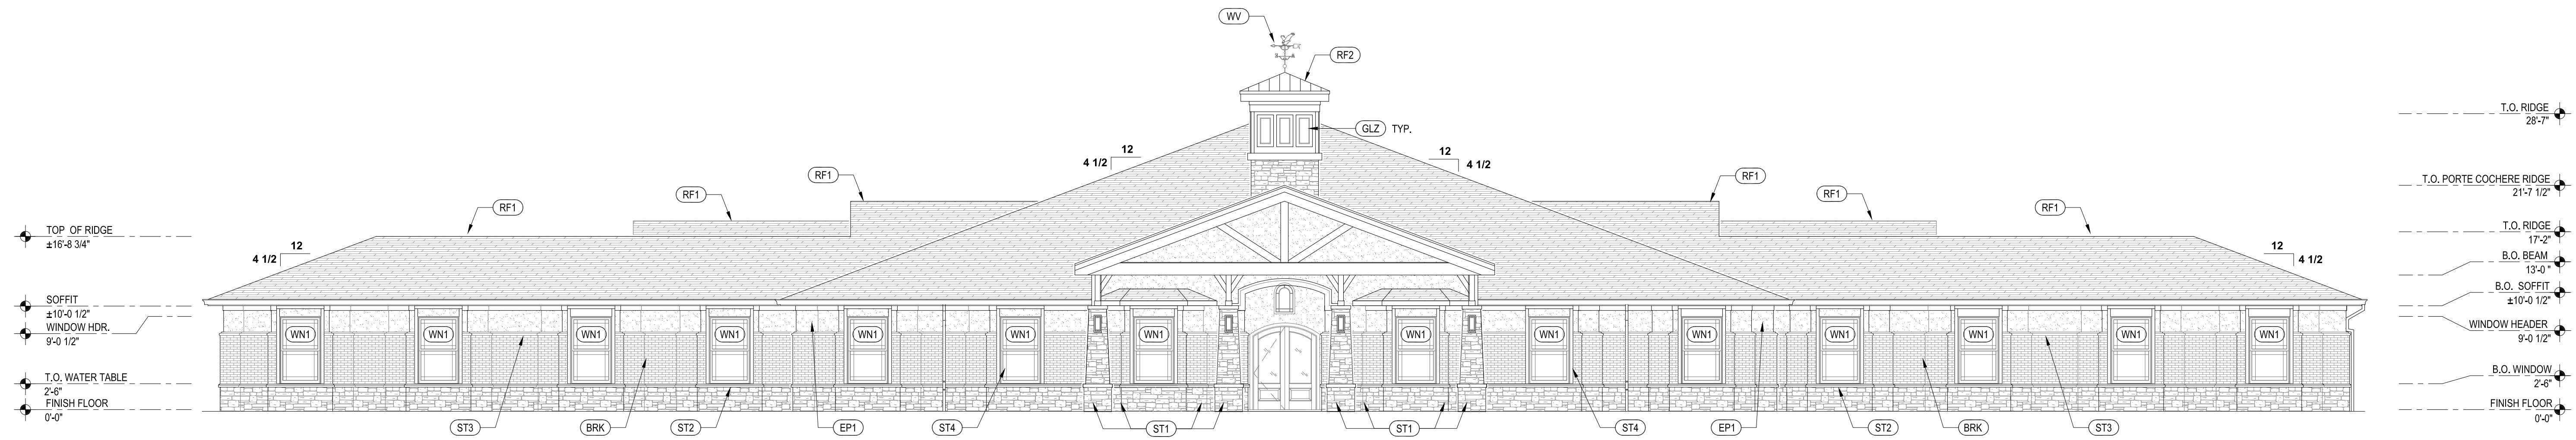 WV
RF2
GLZ TYP.
12
4 1/2
12
4 1/2
RF1
RF1
RF1
RF1
RF1
RF1
12
4 1/2
12
4 1/2
TOP OF RIDGE
±16'-8 3/4"
SOFFIT
±10'-0 1/2"
WINDOW HDR.
9'-0 1/2"
T.O. WATER TABLE
2'-6"
FINISH FLOOR
0'-0"
T.O. RIDGE
28'-7"
T.O. PORTE COCHERE RIDGE
21'-7 1/2"
T.O. RIDGE
17'-2"
B.O. BEAM
13'-0 "
B.O. SOFFIT
±10'-0 1/2"
WINDOW HEADER
9'-0 1/2"
B.O. WINDOW
2'-6"
FINISH FLOOR
0'-0"
WN1 WN1 WN1 WN1 WN1 WN1 WN1 WN1 WN1 WN1 WN1 WN1 WN1 WN1
ST3 BRK ST2 EP1 ST4 ST1 ST1 ST4 EP1 ST2 BRK ST3